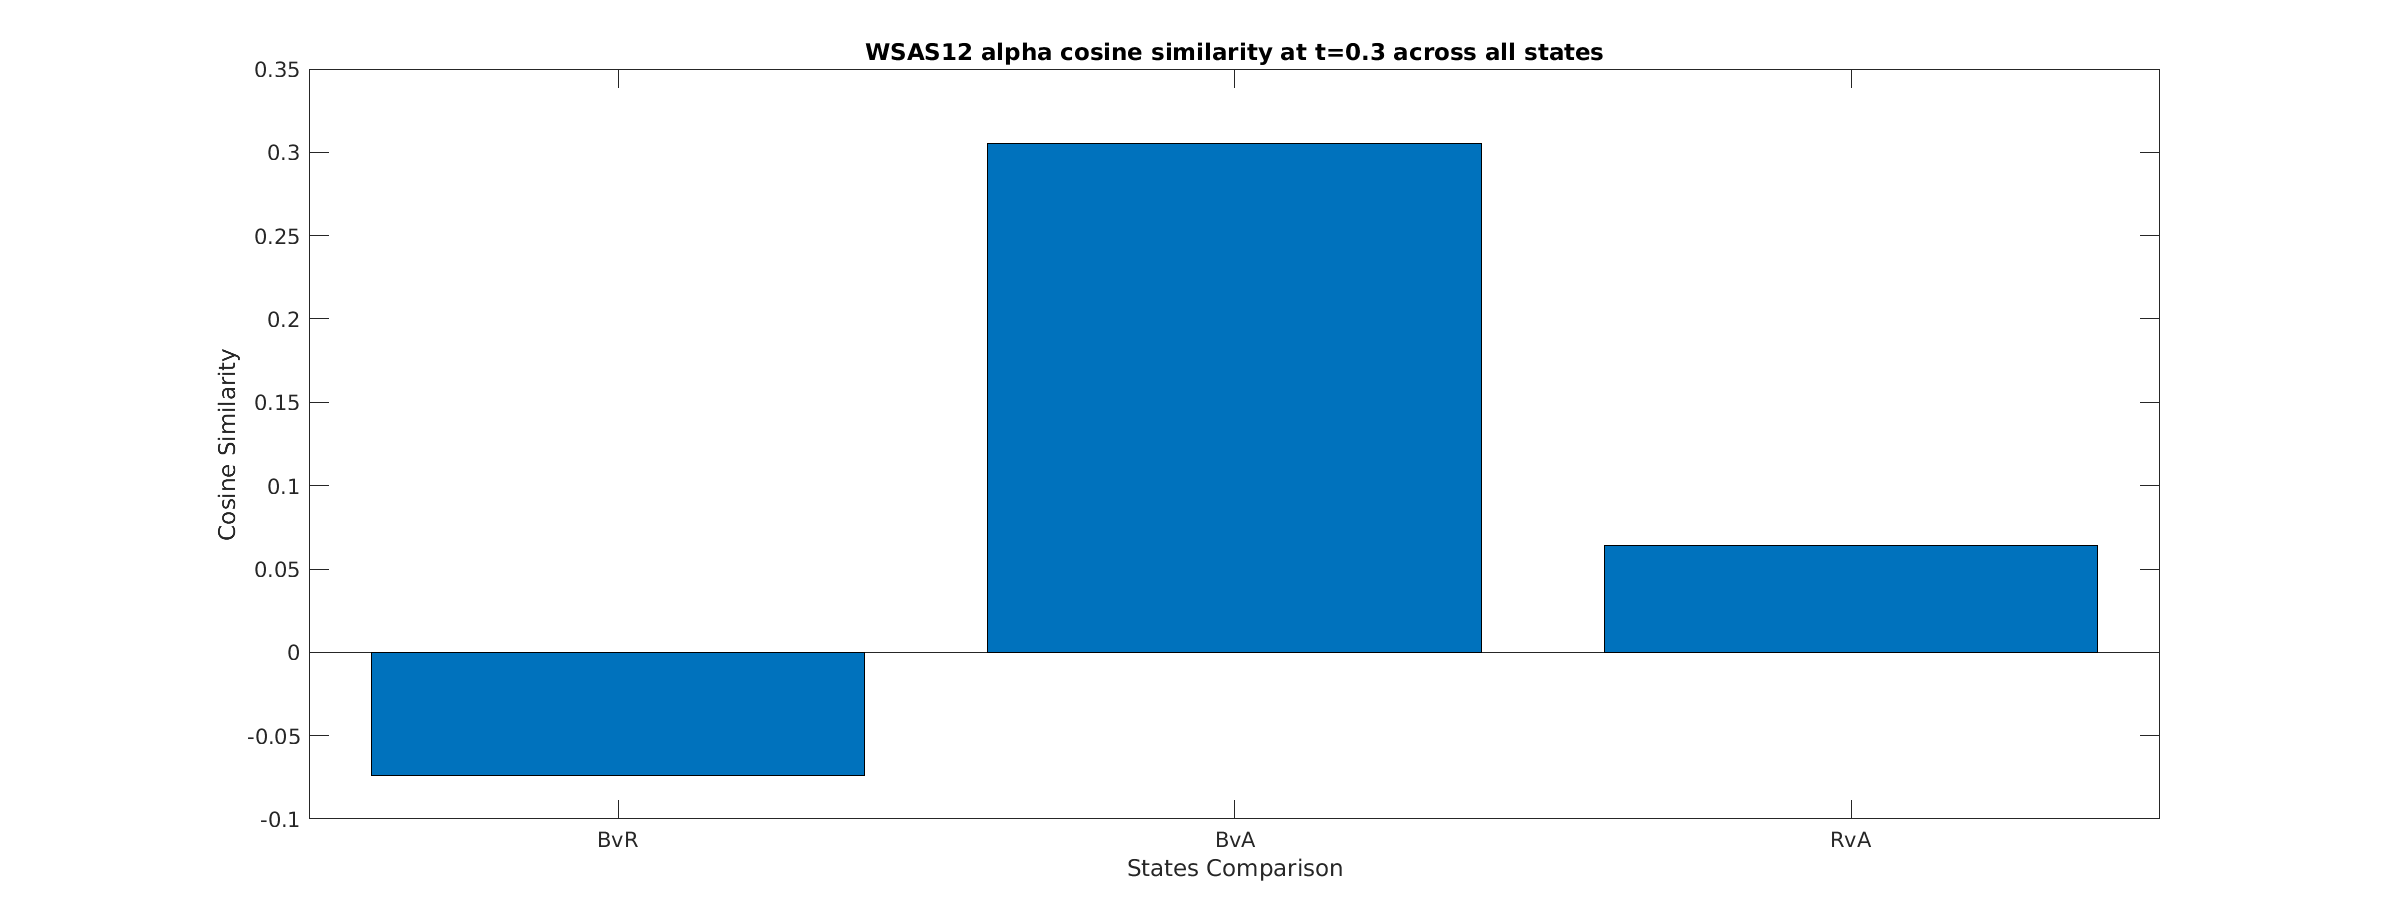 WSAS12 alpha cosine similarity at t=0.3 across all states
0.35
0.3
0.25
0.2
0.15
0.1
0.05
0
-0.05
-0.1
Cosine Similarity
BvR
BvA
RvA
States Comparison